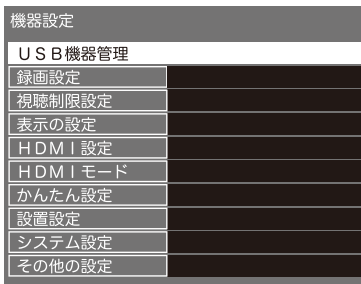 機器設定
ＵＳＢ機器管理
録画設定
視聴制限設定
表示の設定
ＨＤＭＩ設定
ＨＤＭＩモード
かんたん設定
設置設定
システム設定
その他の設定